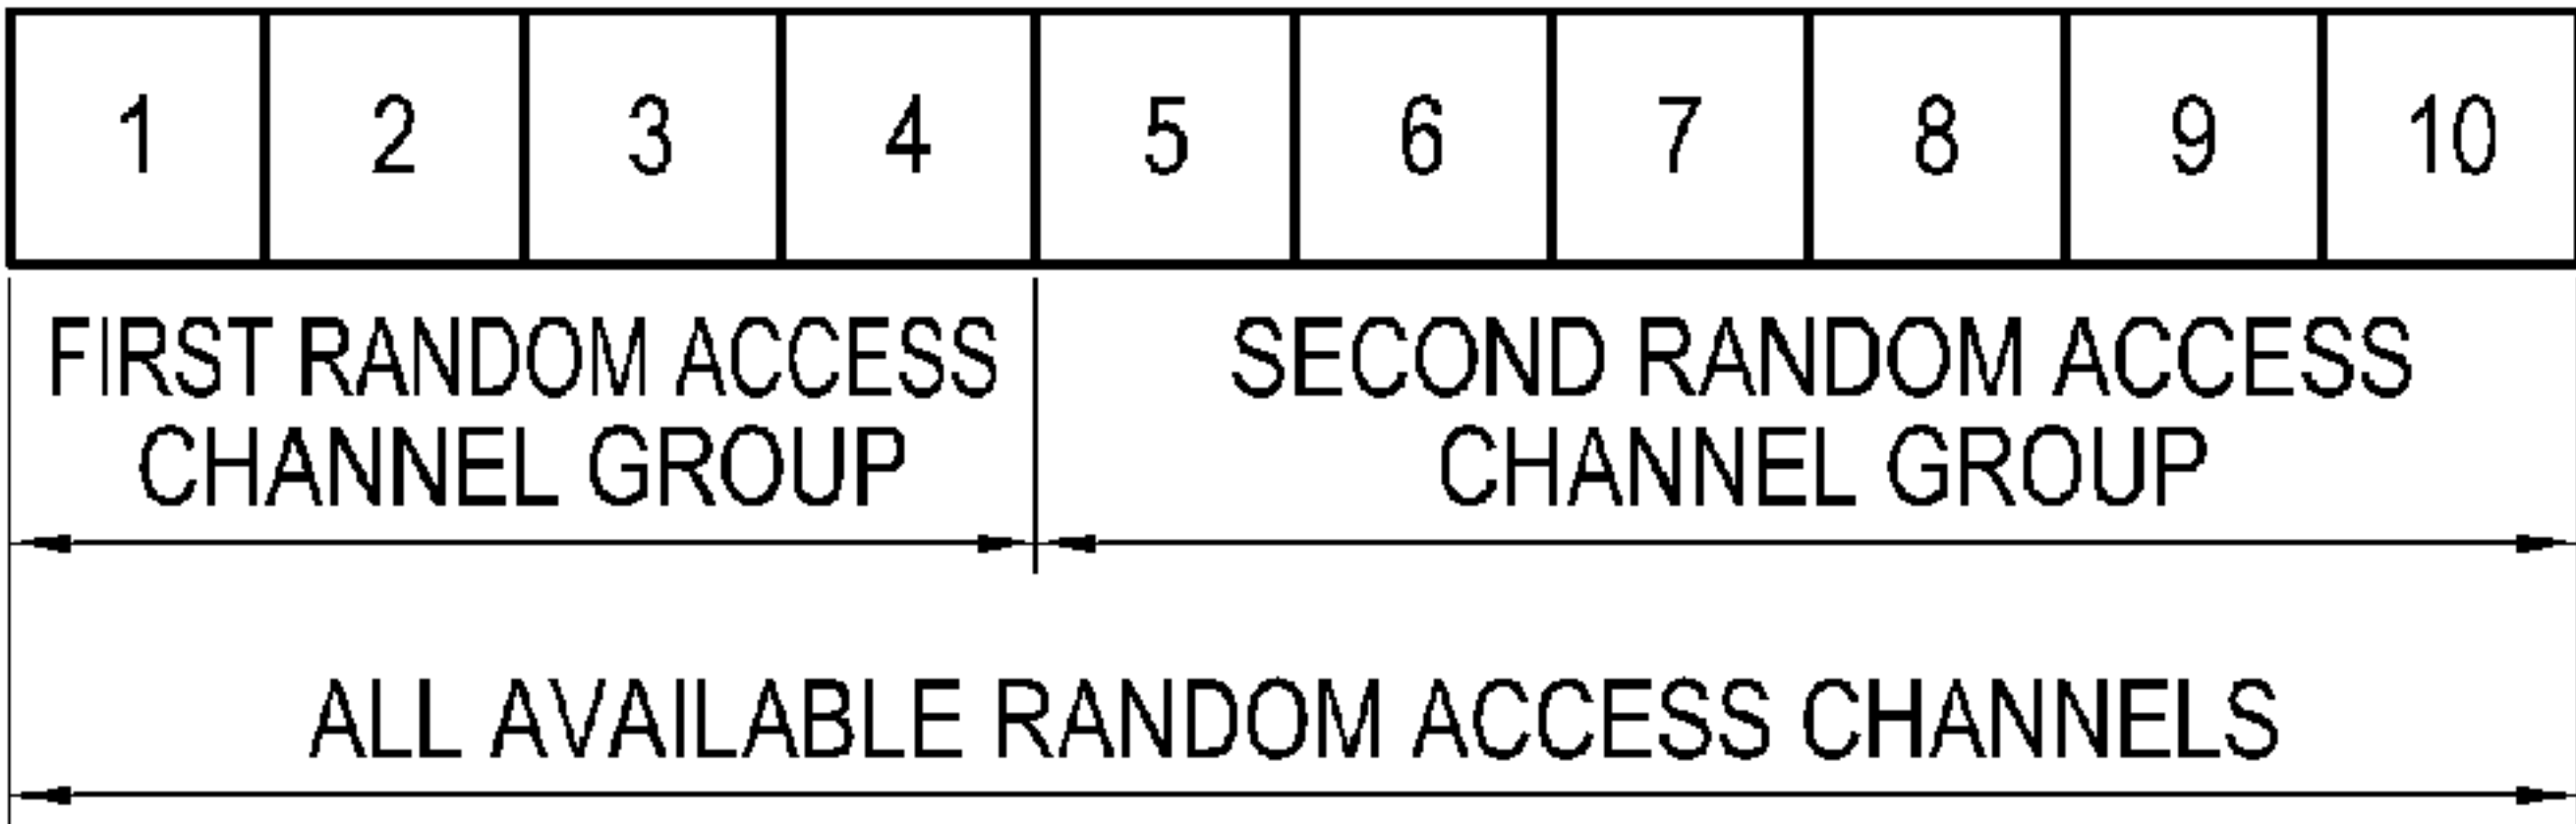 1 2 3 4 5 6 7 8 9 10
FIRST RANDOM ACCESS
CHANNEL GROUP
SECOND RANDOM ACCESS
CHANNEL GROUP
ALL AVAILABLE RANDOM ACCESS CHANNELS